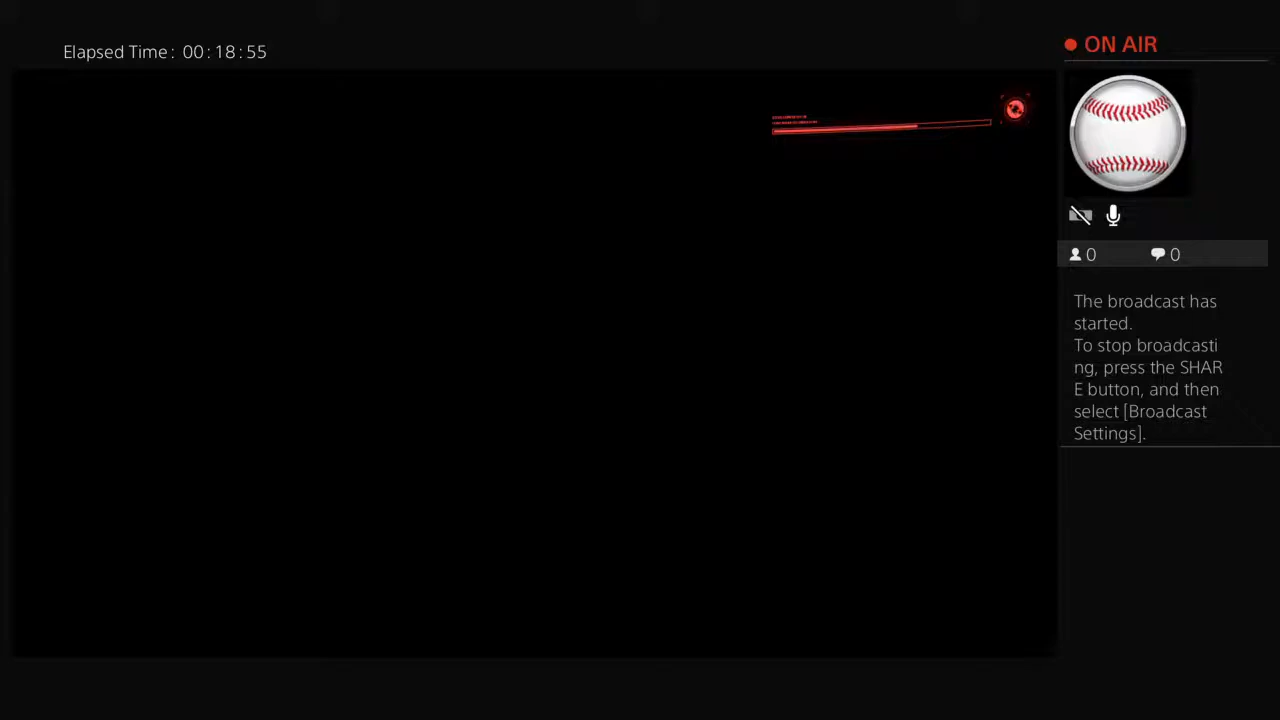 Elapsed Time: 00:18:55
ON AIR
0
0
The broadcast has
started.
To stop broadcasti
ng, press the SHAR
E button, and then
select [Broadcast
Settings].